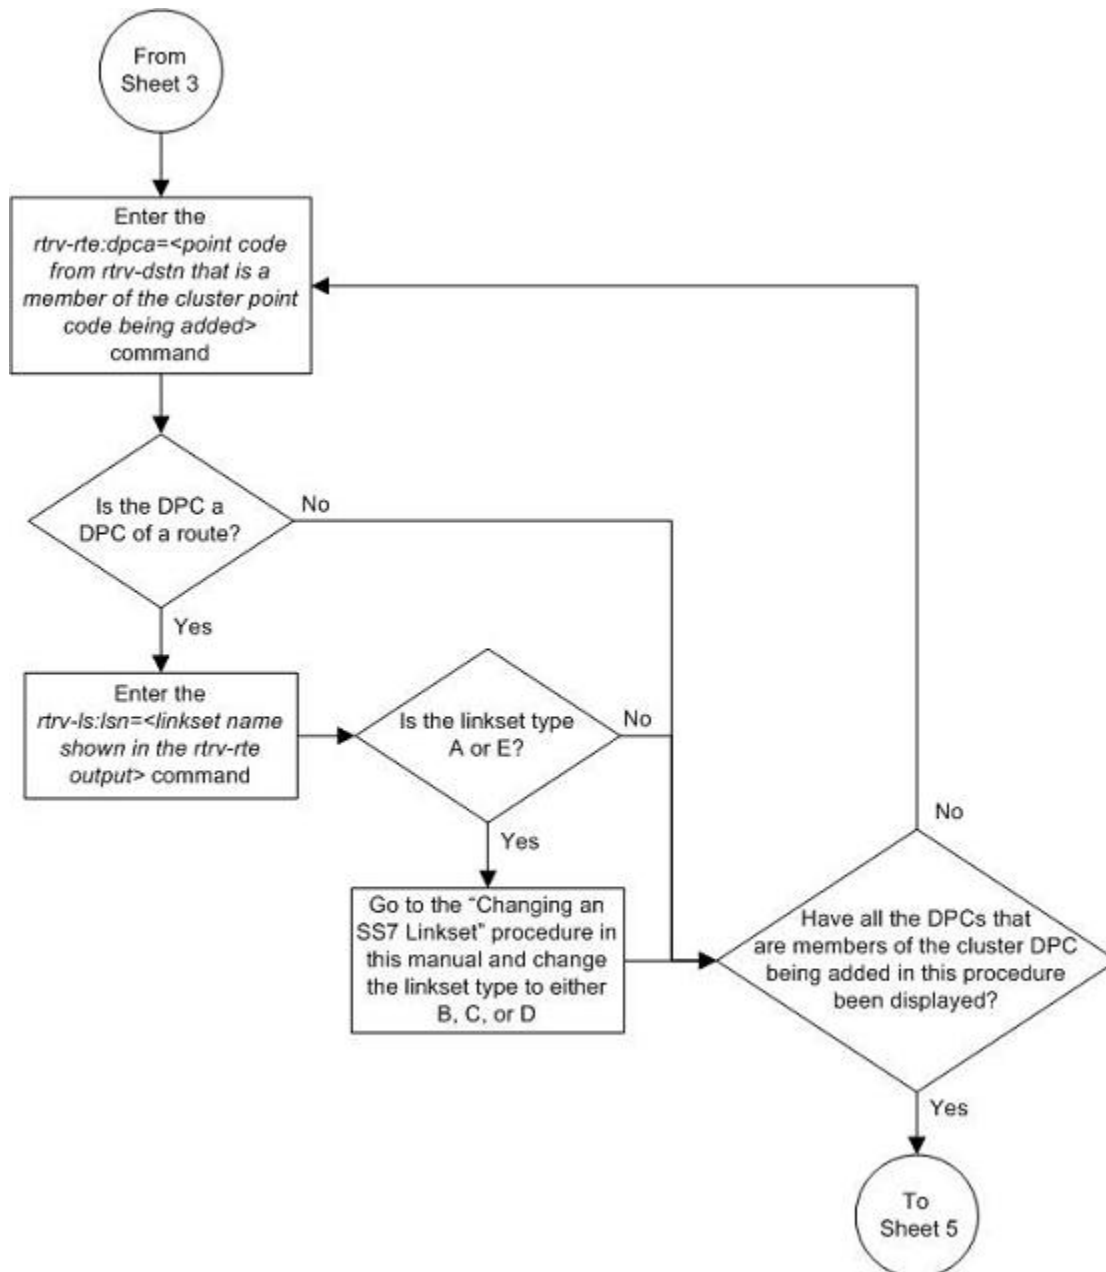 From
Sheet 3
Enter the
rtrv-rte:dpca=<point code
from rtrv-dstn that is a
member of the cluster point
code being added>
command
Is the DPC a
DPC of a route?
No
Yes
Enter the
rtrv-ls:lsn=<linkset name
shown in the rtrv-rte
output> command
Is the linkset type
A or E?
No
Yes
Go to the “Changing an
SS7 Linkset” procedure in
this manual and change
the linkset type to either
B, C, or D
No
Have all the DPCs that
are members of the cluster DPC
being added in this procedure
been displayed?
Yes
To
Sheet 5